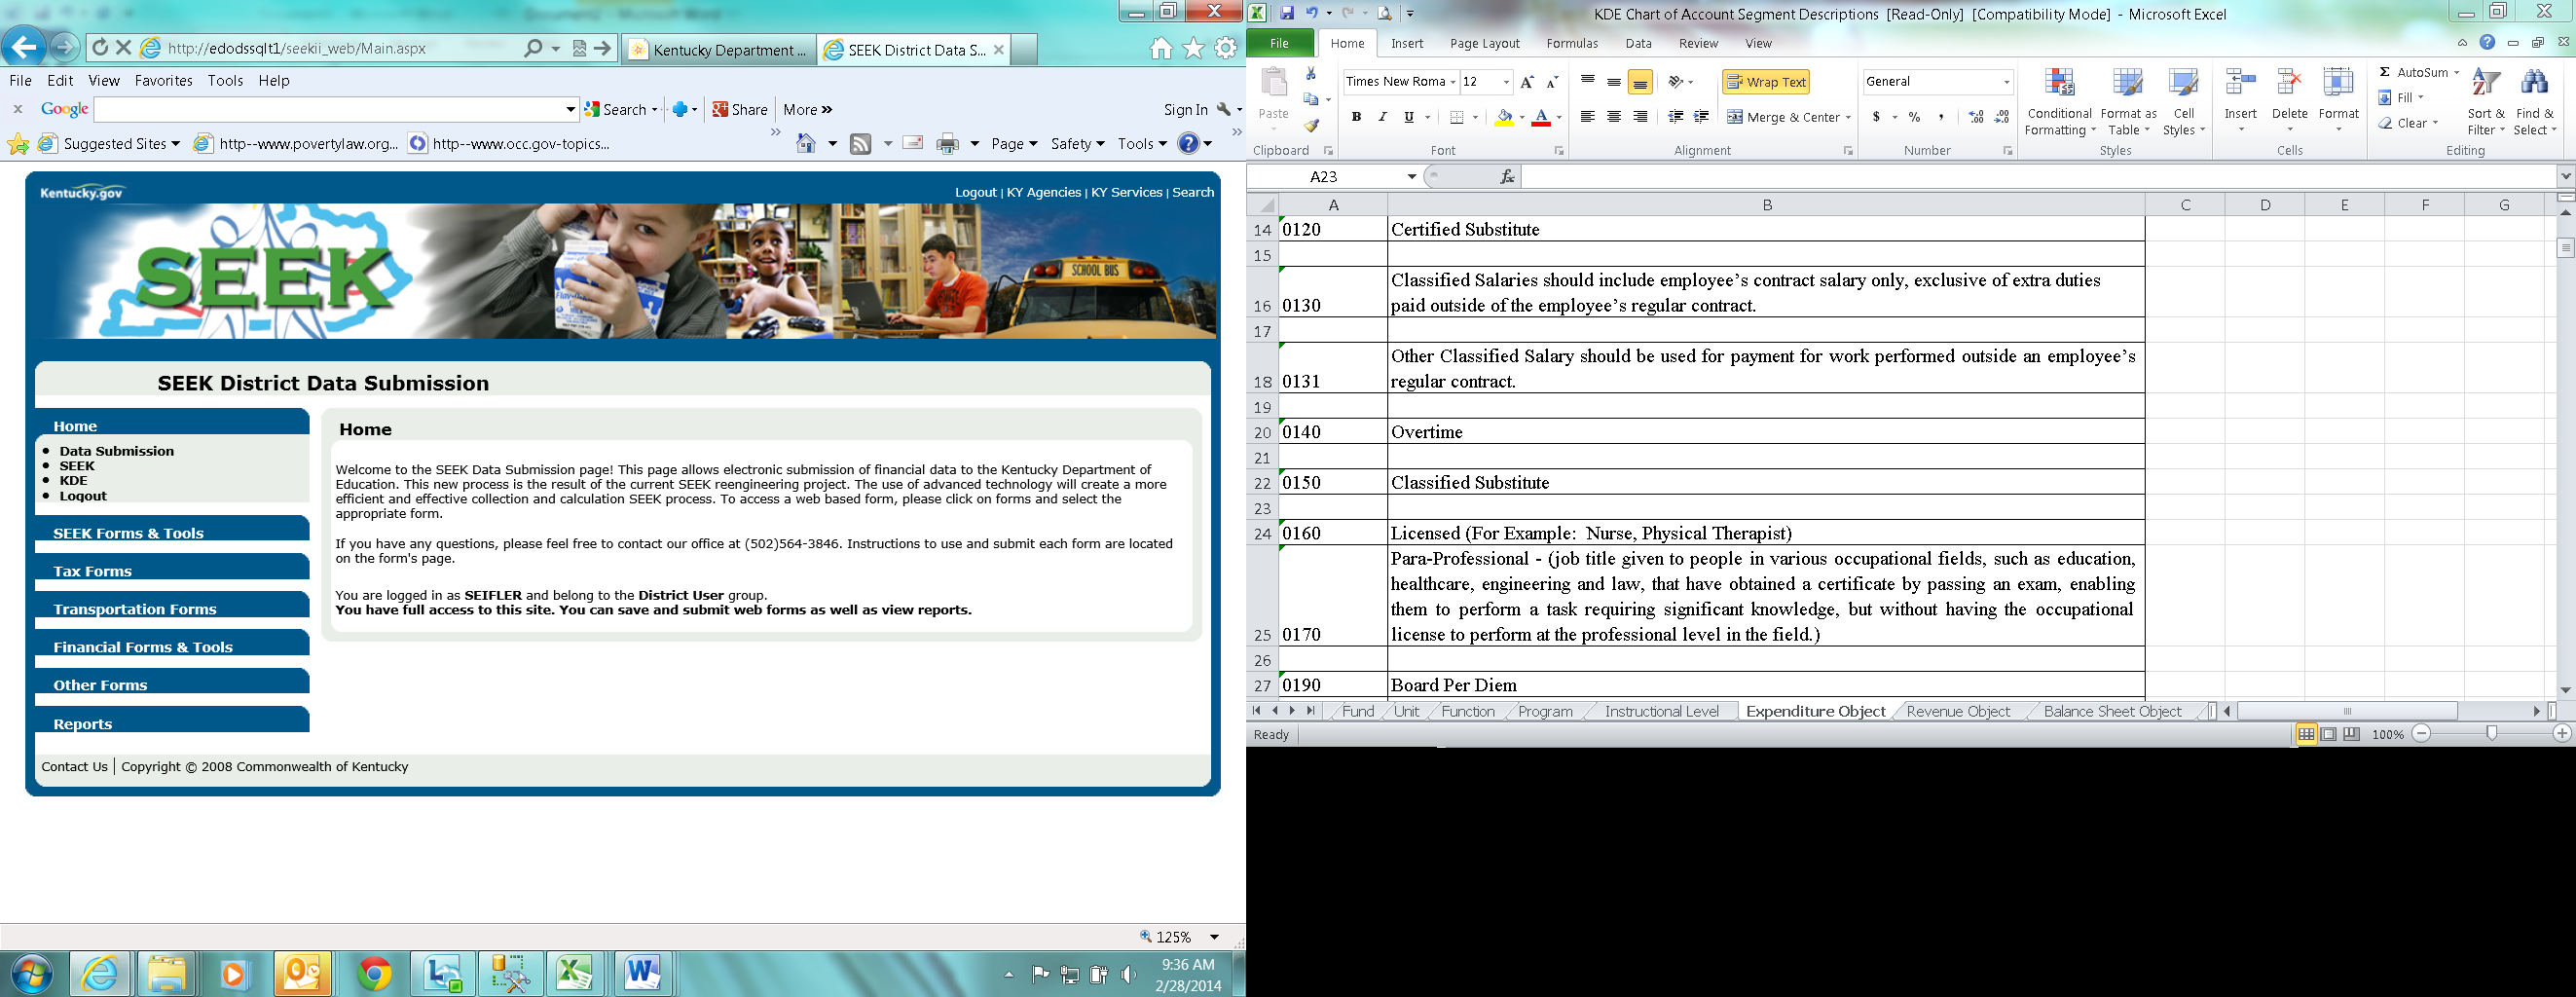 http://edodssqlt1/seekii_web/Main.aspx
Kentucky Department ...
SEEK District Data S...
File Edit View Favorites Tools Help
x Google Search Share More » Sign In
Suggested Sites http--www.povertylaw.org... http--www.occ.gov-topics... Page Safety Tools
Kentucky.gov
Logout | KY Agencies | KY Services | Search
SEEK
SCHOOL BUS
SEEK District Data Submission
Home
Data Submission
SEEK
KDE
Logout
SEEK Forms & Tools
Tax Forms
Transportation Forms
Financial Forms & Tools
Other Forms
Reports
Home
Welcome to the SEEK Data Submission page! This page allows electronic submission of financial data to the Kentucky Department of
Education. This new process is the result of the current SEEK reengineering project. The use of advanced technology will create a more
efficient and effective collection and calculation SEEK process. To access a web based form, please click on forms and select the
appropriate form.
If you have any questions, please feel free to contact our office at (502)564-3846. Instructions to use and submit each form are located
on the form's page.
You are logged in as SEIFLER and belong to the District User group.
You have full access to this site. You can save and submit web forms as well as view reports.
Contact Us | Copyright © 2008 Commonwealth of Kentucky
125%
9:36 AM
2/28/2014
KDE Chart of Account Segment Descriptions [Read-Only] [Compatibility Mode] - Microsoft Excel
File Home Insert Page Layout Formulas Data Review View
Paste
Clipboard
Times New Roma 12
B I U
Font
Wrap Text
Merge & Center
Alignment
General
$ % ,
Number
Conditional Formatting
Format as Table
Cell Styles
Styles
Insert Delete Format
Cells
Σ AutoSum
Fill
Clear
Sort & Filter
Find & Select
Editing
A23 fx
A B C D E F G
14 0120 Certified Substitute
15
16 0130 Classified Salaries should include employee’s contract salary only, exclusive of extra duties
paid outside of the employee’s regular contract.
17
18 0131 Other Classified Salary should be used for payment for work performed outside an employee’s
regular contract.
19
20 0140 Overtime
21
22 0150 Classified Substitute
23
24 0160 Licensed (For Example: Nurse, Physical Therapist)
25 0170 Para-Professional - (job title given to people in various occupational fields, such as education,
healthcare, engineering and law, that have obtained a certificate by passing an exam, enabling
them to perform a task requiring significant knowledge, but without having the occupational
license to perform at the professional level in the field.)
26
27 0190 Board Per Diem
Fund Unit Function Program Instructional Level Expenditure Object Revenue Object Balance Sheet Object
Ready
100%